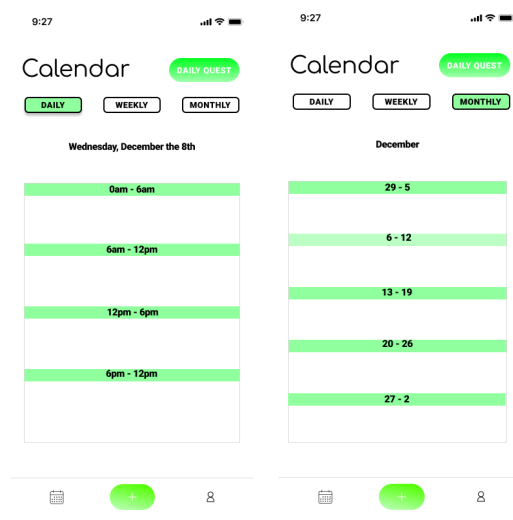 9:27
Calendar
DAILY QUEST
DAILY
WEEKLY
MONTHLY
Wednesday, December the 8th
0am - 6am
6am - 12pm
12pm - 6pm
6pm - 12pm
+
9:27
Calendar
DAILY QUEST
DAILY
WEEKLY
MONTHLY
December
29 - 5
6 - 12
13 - 19
20 - 26
27 - 2
+